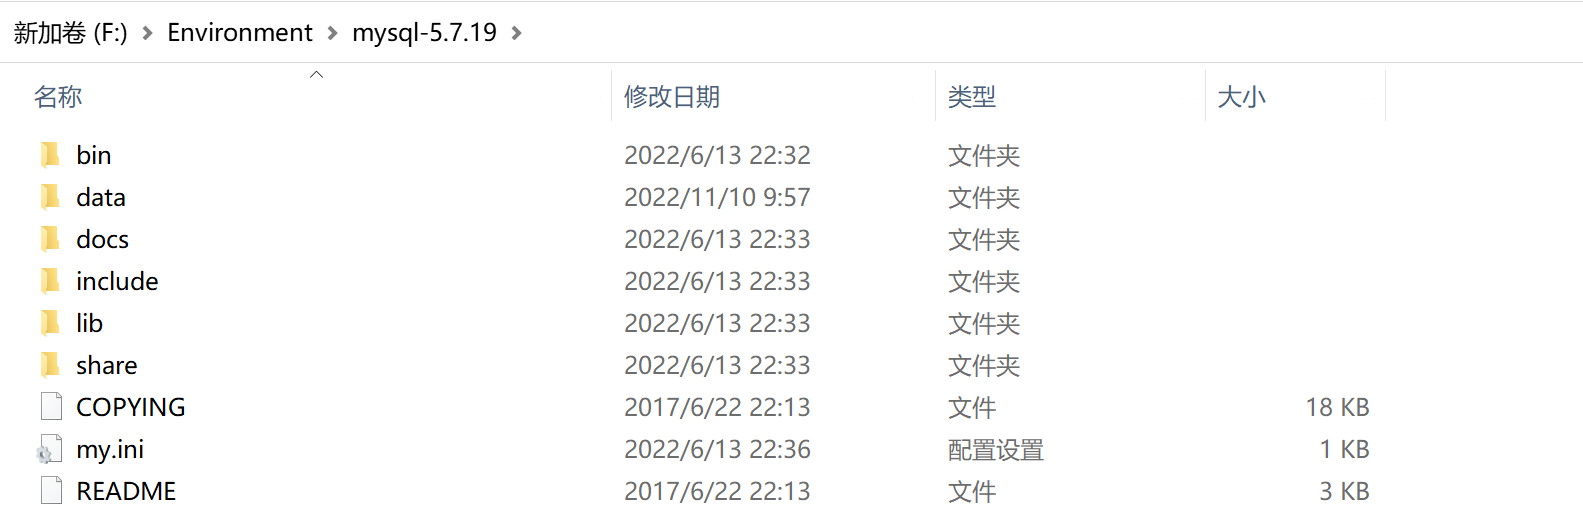 新加卷 (F:) > Environment > mysql-5.7.19 >
名称 修改日期 类型 大小
bin 2022/6/13 22:32 文件夹
data 2022/11/10 9:57 文件夹
docs 2022/6/13 22:33 文件夹
include 2022/6/13 22:33 文件夹
lib 2022/6/13 22:33 文件夹
share 2022/6/13 22:33 文件夹
COPYING 2017/6/22 22:13 文件 18 KB
my.ini 2022/6/13 22:36 配置设置 1 KB
README 2017/6/22 22:13 文件 3 KB